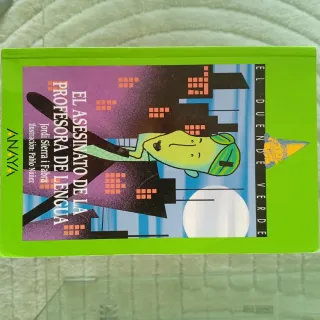 EL DUENDE VERDE
EL ASESINATO DE LA
PROFESORA DE LENGUA
Jordi Sierra i Fabra
Ilustración: Pablo Núñez
ANAYA